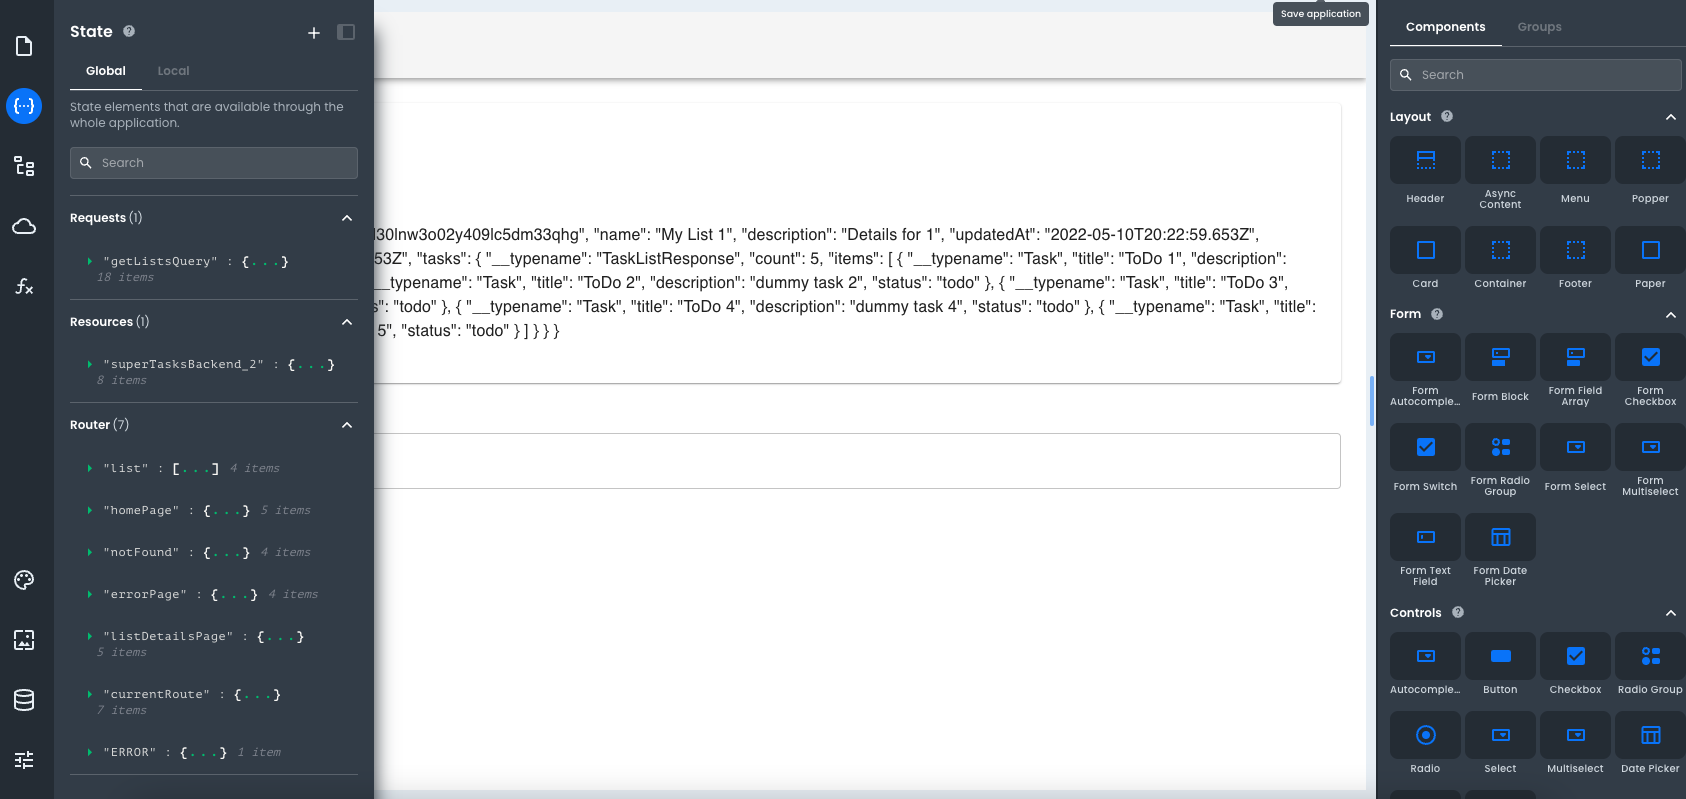 State
Global Local
State elements that are available through the
whole application.
Search
Requests (1)
"getListsQuery" : {...}
18 items
Resources (1)
"superTasksBackend_2" : {...}
8 items
Router (7)
"list" : [...] 4 items
"homePage" : {...} 5 items
"notFound" : {...} 4 items
"errorPage" : {...} 4 items
"listDetailsPage" : {...}
5 items
"currentRoute" : {...}
7 items
"ERROR" : {...} 1 item
Save application
"name": "My List 1", "description": "Details for 1", "updatedAt": "2022-05-10T20:22:59.653Z",
53Z", "tasks": { "__typename": "TaskListResponse", "count": 5, "items": [ { "__typename": "Task", "title": "ToDo 1", "description":
__typename": "Task", "title": "ToDo 2", "description": "dummy task 2", "status": "todo" }, { "__typename": "Task", "title": "ToDo 3",
s": "todo" }, { "__typename": "Task", "title": "ToDo 4", "description": "dummy task 4", "status": "todo" }, { "__typename": "Task", "title":
5", "status": "todo" } ] } } }
Components Groups
Search
Layout
Header Async Content Menu Popper
Card Container Footer Paper
Form
Form Autocomple... Form Block Form Field Array Form Checkbox
Form Switch Form Radio Group Form Select Form Multiselect
Form Text Field Form Date Picker
Controls
Autocomple... Button Checkbox Radio Group
Radio Select Multiselect Date Picker